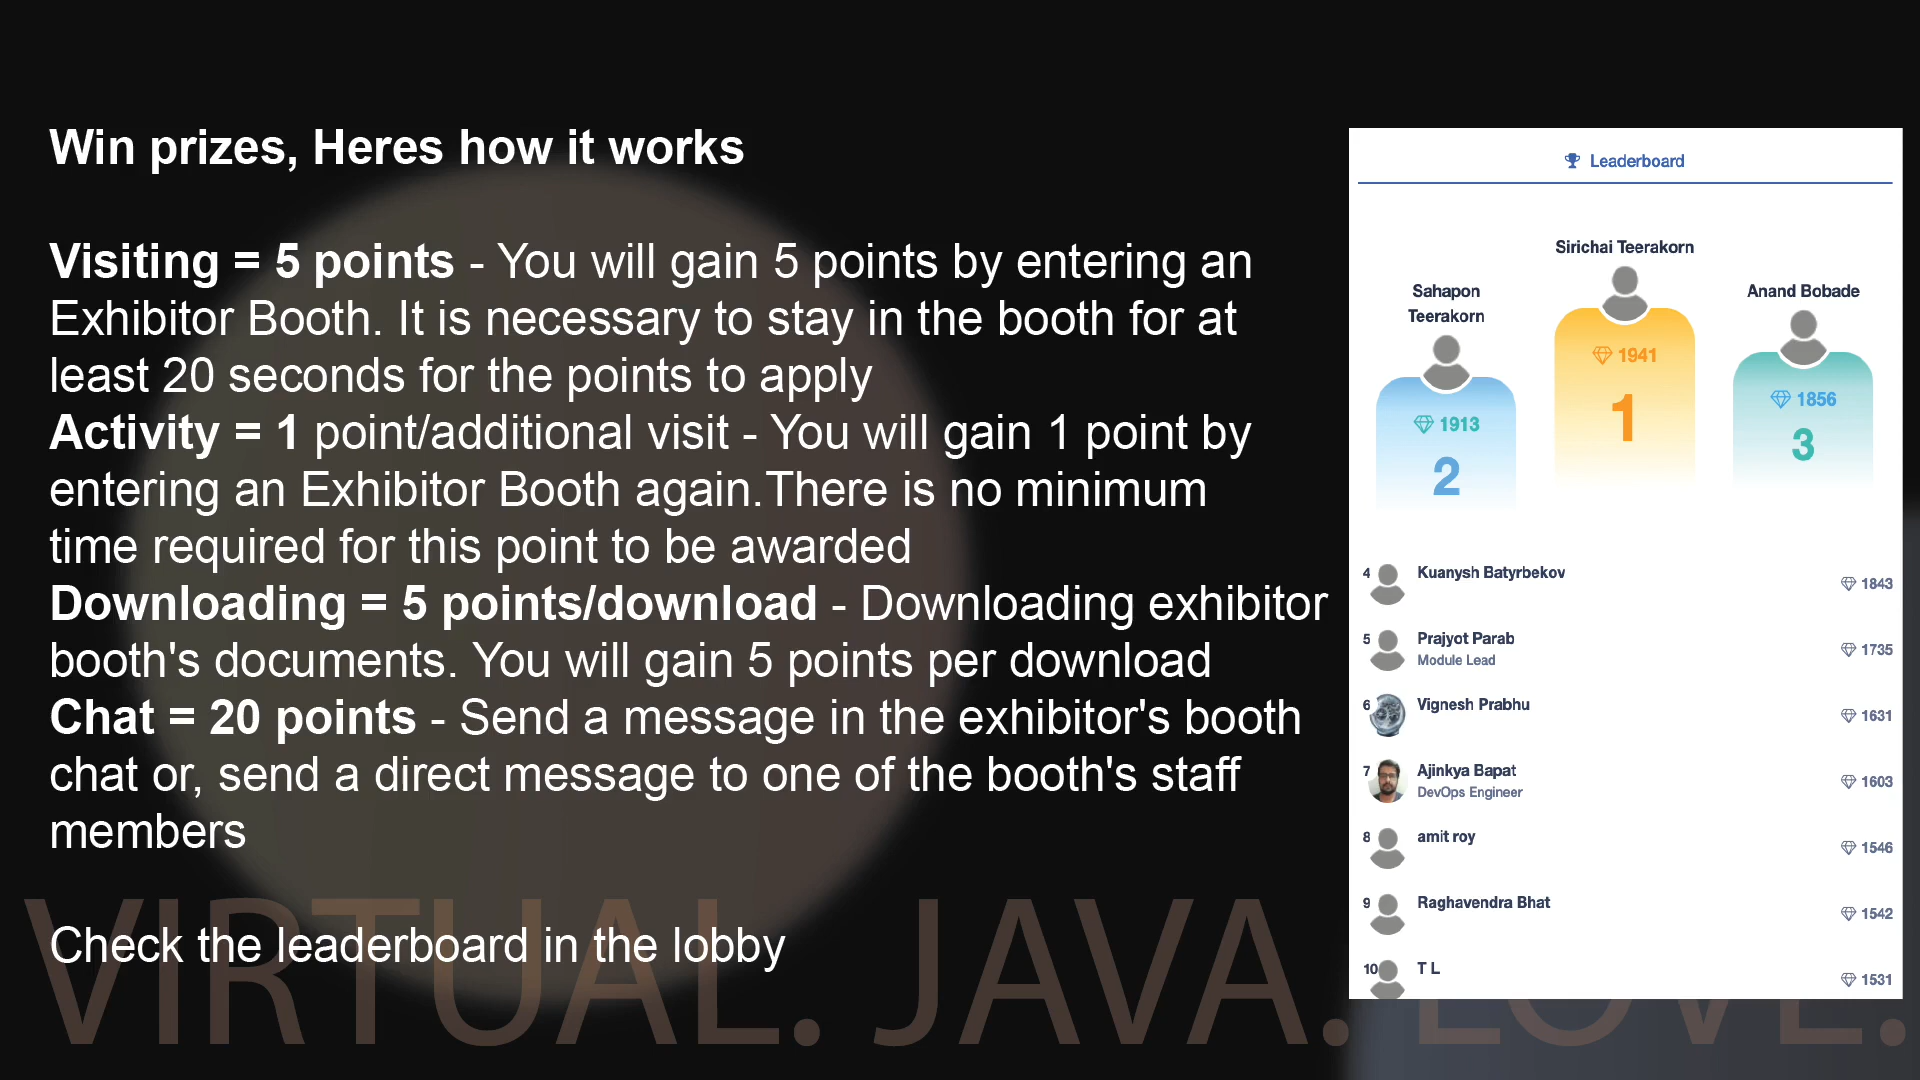 Win prizes, Heres how it works
Visiting = 5 points - You will gain 5 points by entering an
Exhibitor Booth. It is necessary to stay in the booth for at
least 20 seconds for the points to apply
Activity = 1 point/additional visit - You will gain 1 point by
entering an Exhibitor Booth again.There is no minimum
time required for this point to be awarded
Downloading = 5 points/download - Downloading exhibitor
booth's documents. You will gain 5 points per download
Chat = 20 points - Send a message in the exhibitor's booth
chat or, send a direct message to one of the booth's staff
members
Check the leaderboard in the lobby
VIRTUAL. JAVA. LOVE.
Leaderboard
Sirichai Teerakorn
1941
1
Sahapon
Teerakorn
1913
2
Anand Bobade
1856
3
4 Kuanysh Batyrbekov 1843
5 Prajyot Parab 1735
Module Lead
6 Vignesh Prabhu 1631
7 Ajinkya Bapat 1603
DevOps Engineer
8 amit roy 1546
9 Raghavendra Bhat 1542
10 T L 1531